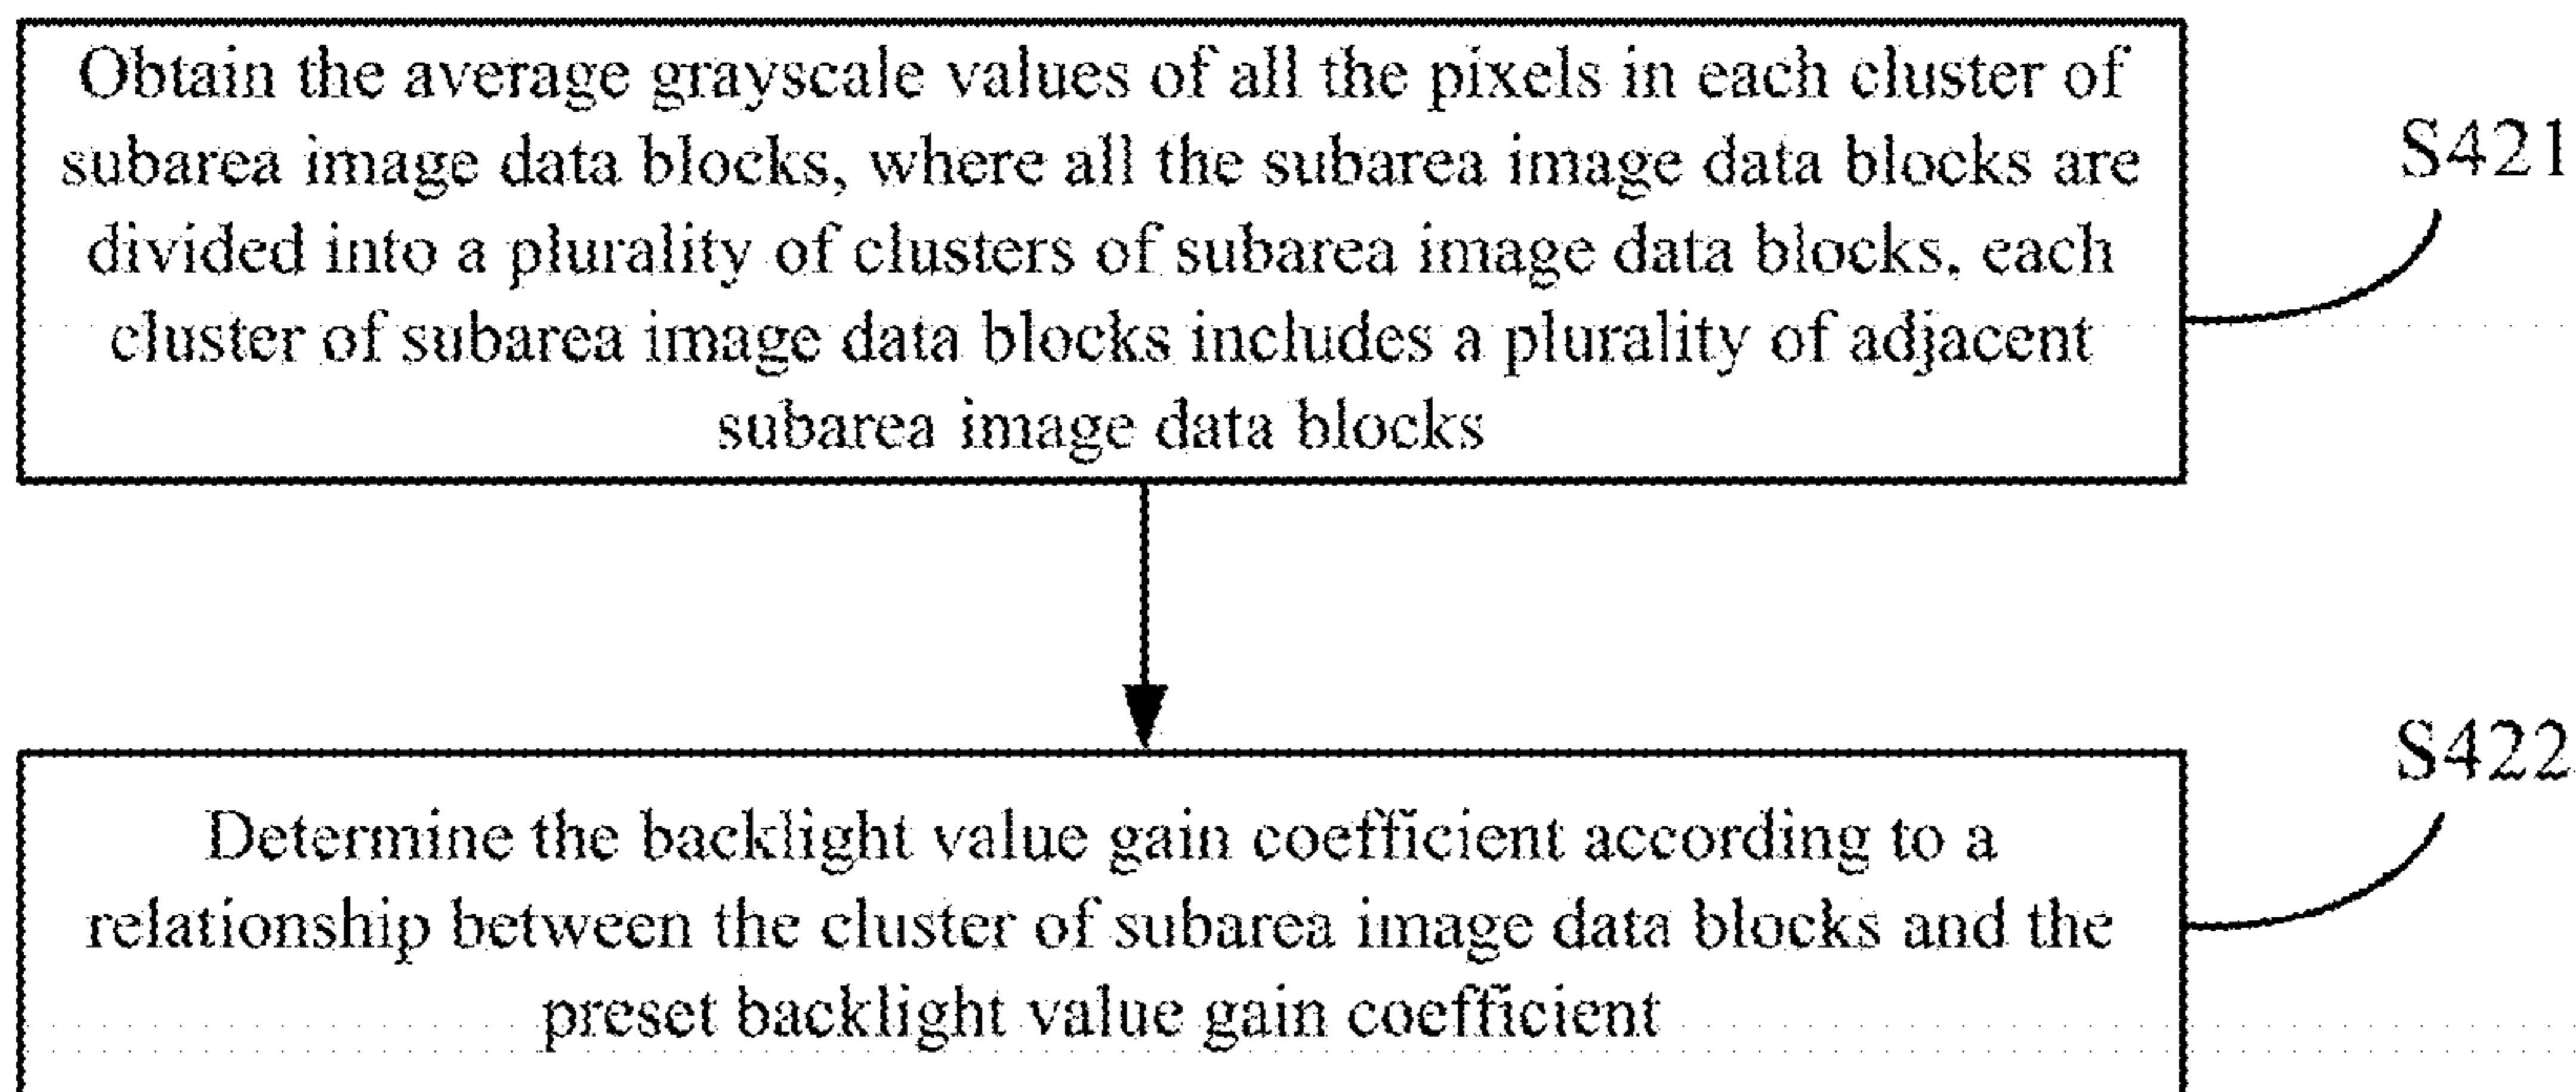 Obtain the average grayscale values of all the pixels in each cluster of
subarea image data blocks, where all the subarea image data blocks are
divided into a plurality of clusters of subarea image data blocks, each
cluster of subarea image data blocks includes a plurality of adjacent
subarea image data blocks
S421
Determine the backlight value gain coefficient according to a
relationship between the cluster of subarea image data blocks and the
preset backlight value gain coefficient
S422